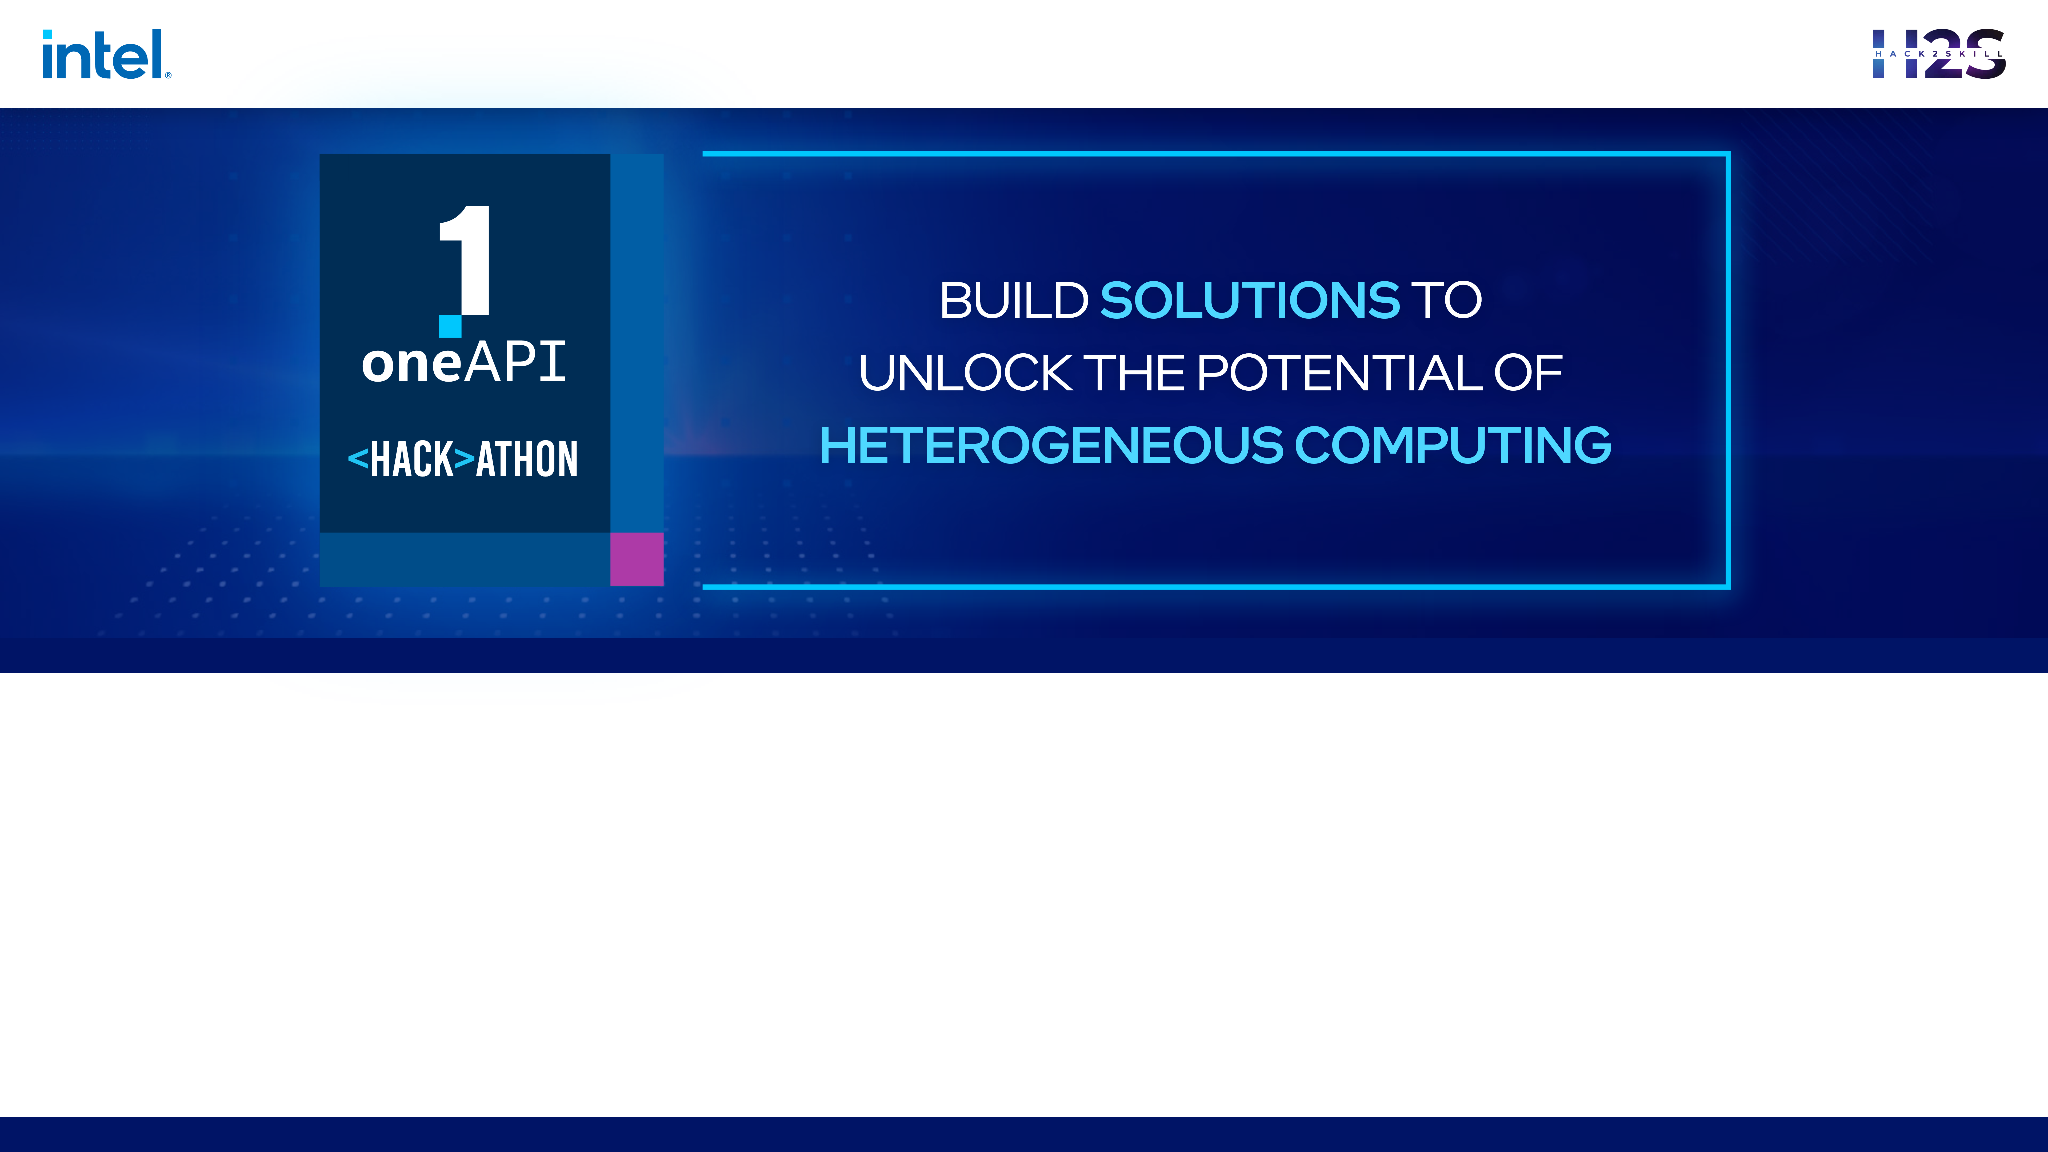 intel®
H2S
HACK2SKILL
1
oneAPI
<HACK>ATHON
BUILD SOLUTIONS TO
UNLOCK THE POTENTIAL OF
HETEROGENEOUS COMPUTING